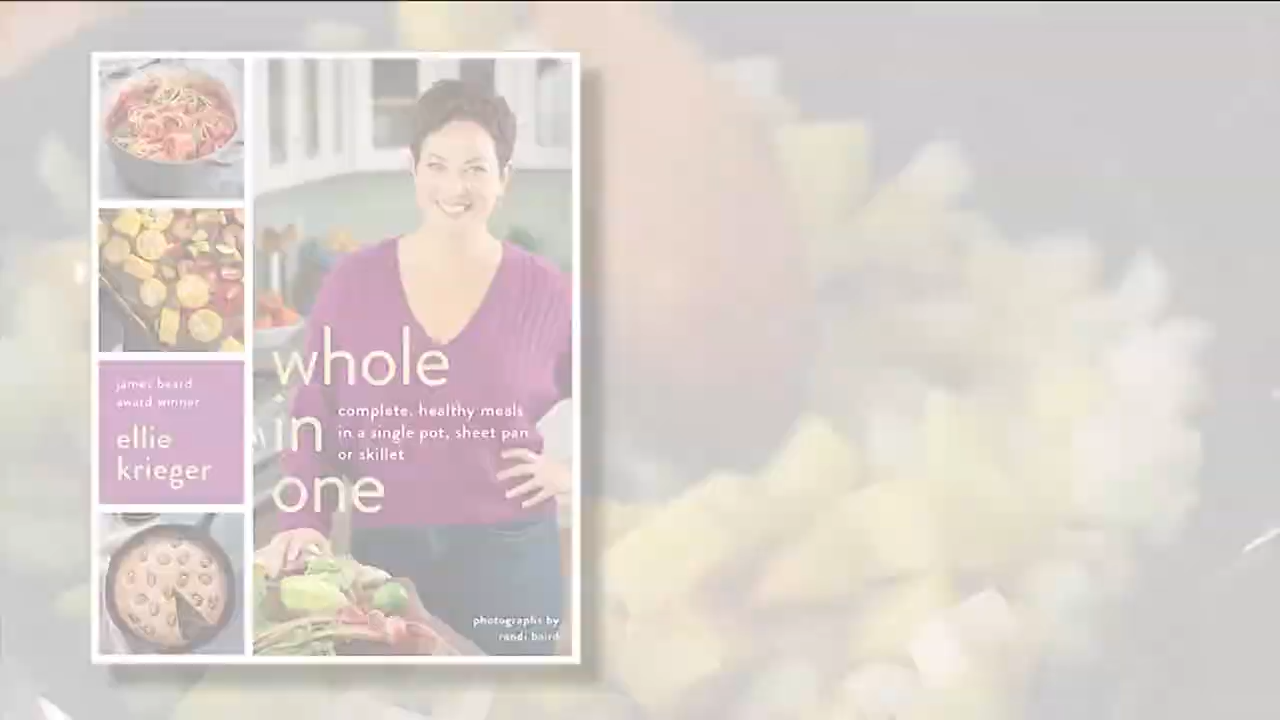 james beard
award winner
ellie
krieger
whole
in
complete, healthy meals
in a single pot, sheet pan
or skillet
one
photographs by
randi baird